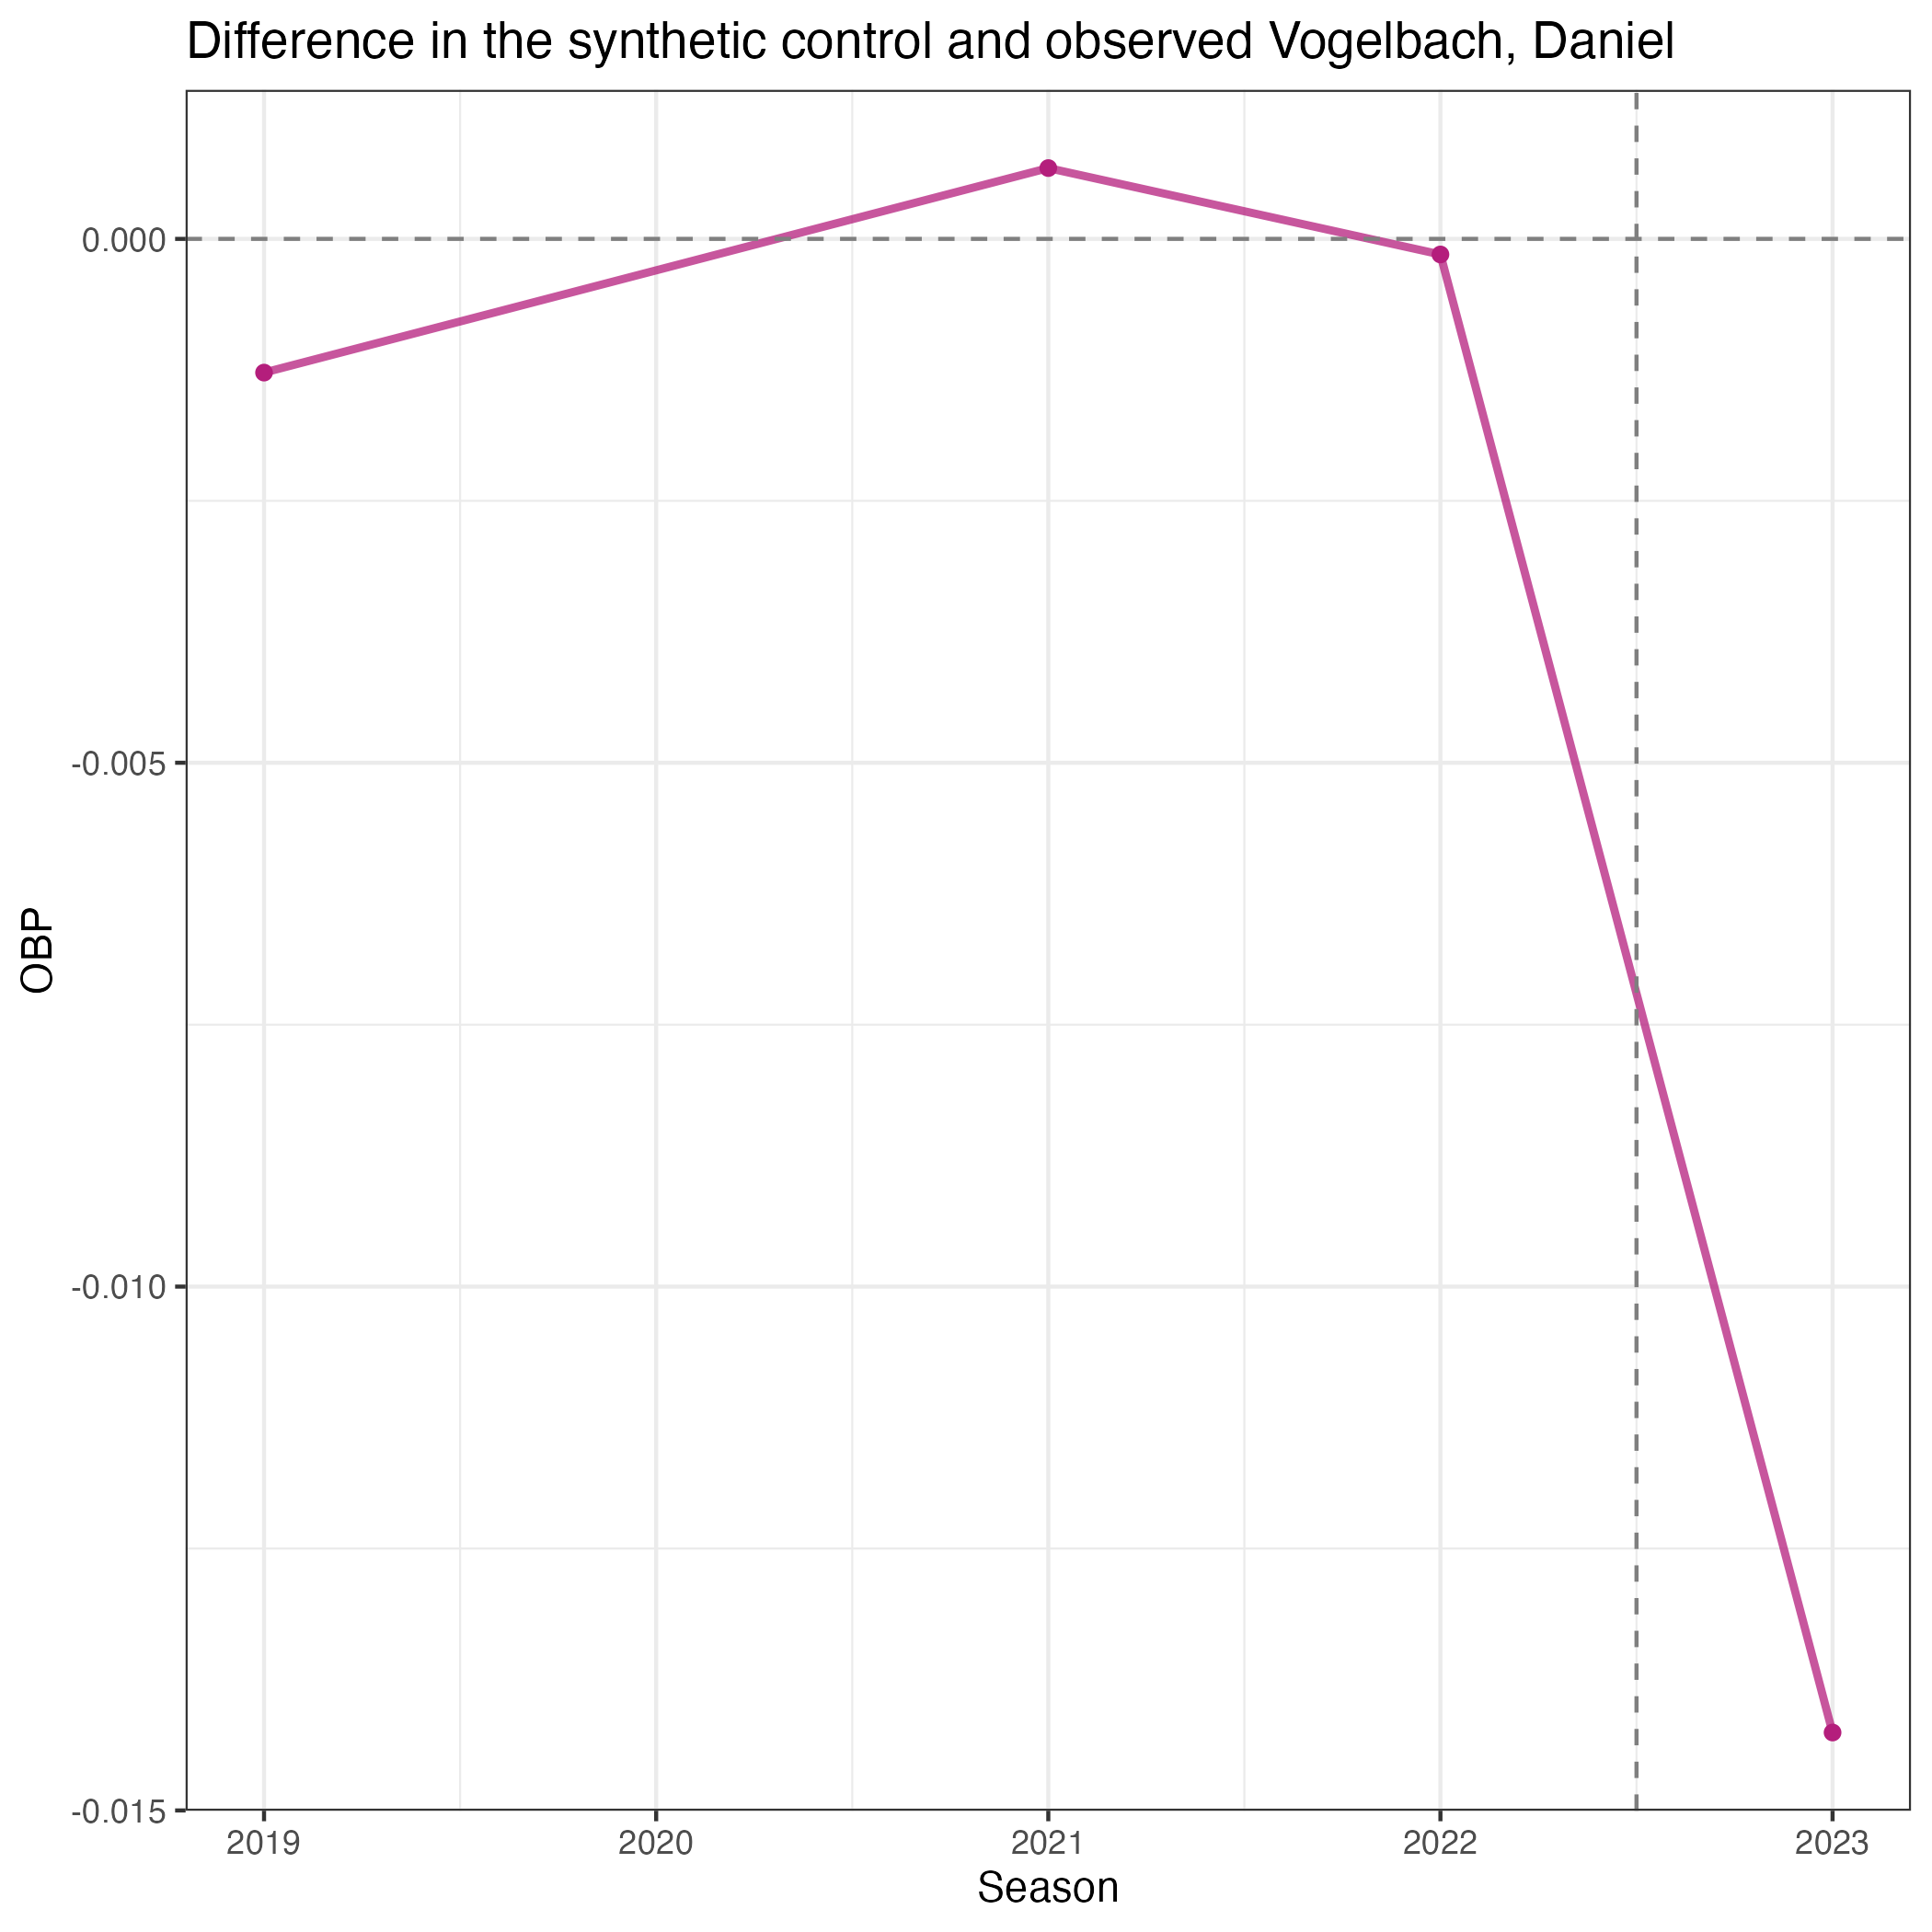 Difference in the synthetic control and observed Vogelbach, Daniel
0.000
-0.005
-0.010
-0.015
OBP
2019 2020 2021 2022 2023
Season